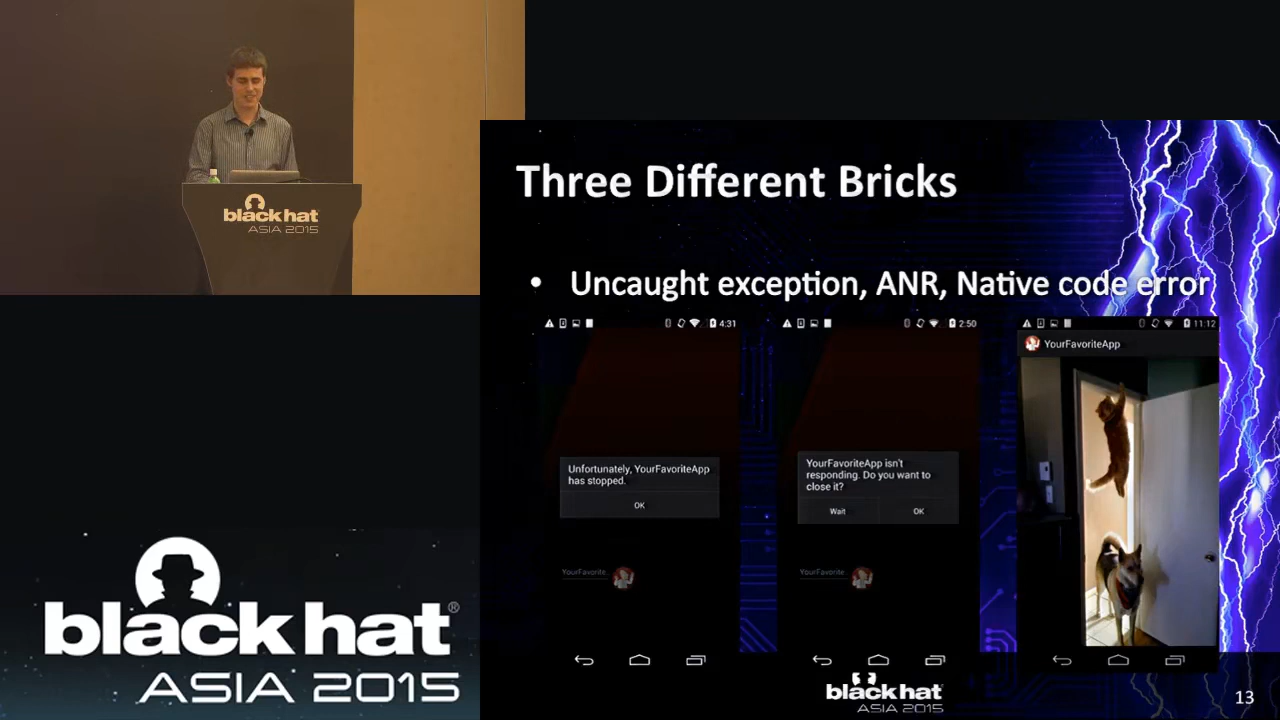 black hat
ASIA 2015
Three Different Bricks
• Uncaught exception, ANR, Native code error
4:31
2:50
11:12
YourFavoriteApp
Unfortunately, YourFavoriteApp
has stopped.
OK
YourFavoriteApp isn't
responding. Do you want to
close it?
Wait
OK
YourFavorite..
YourFavorite
black hat®
ASIA 2015
black hat
ASIA 2015
13